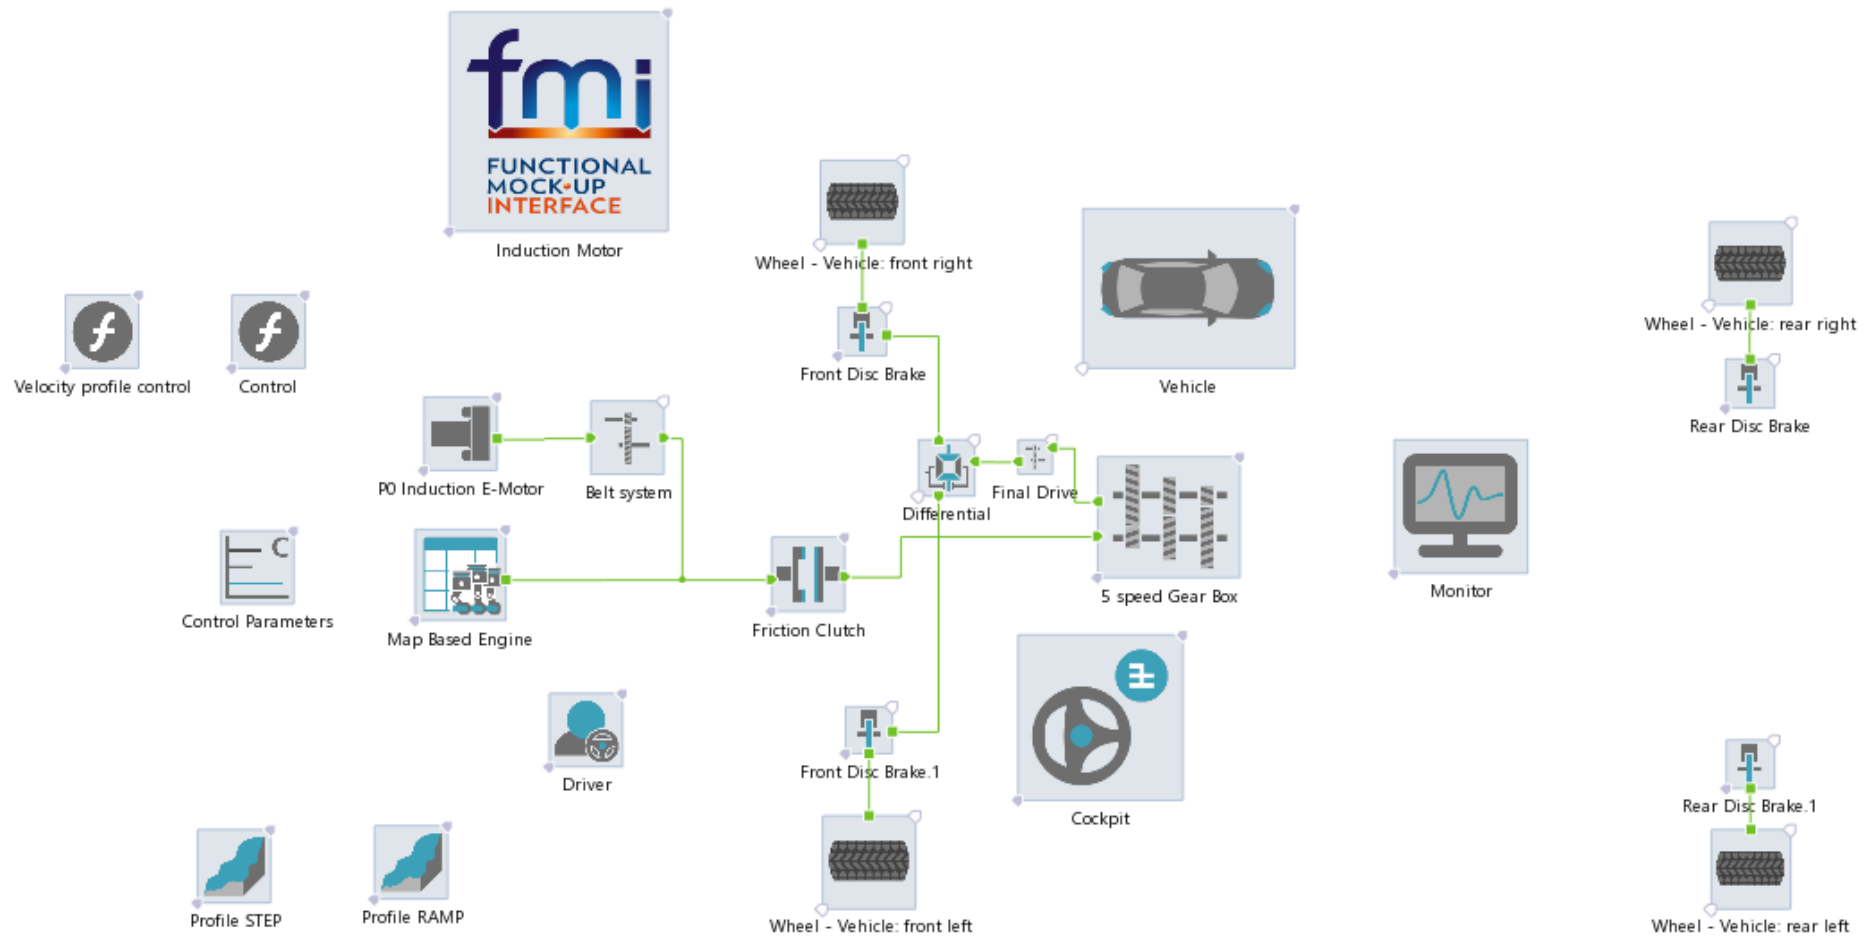 fmi
FUNCTIONAL
MOCK-UP
INTERFACE
Induction Motor
Wheel - Vehicle: front right
Wheel - Vehicle: rear right
Velocity profile control
Control
Front Disc Brake
Vehicle
Rear Disc Brake
P0 Induction E-Motor
Belt system
Final Drive
Differential
C
Control Parameters
Map Based Engine
Friction Clutch
5 speed Gear Box
Monitor
Driver
Front Disc Brake.1
Cockpit
Rear Disc Brake.1
Profile STEP
Profile RAMP
Wheel - Vehicle: front left
Wheel - Vehicle: rear left